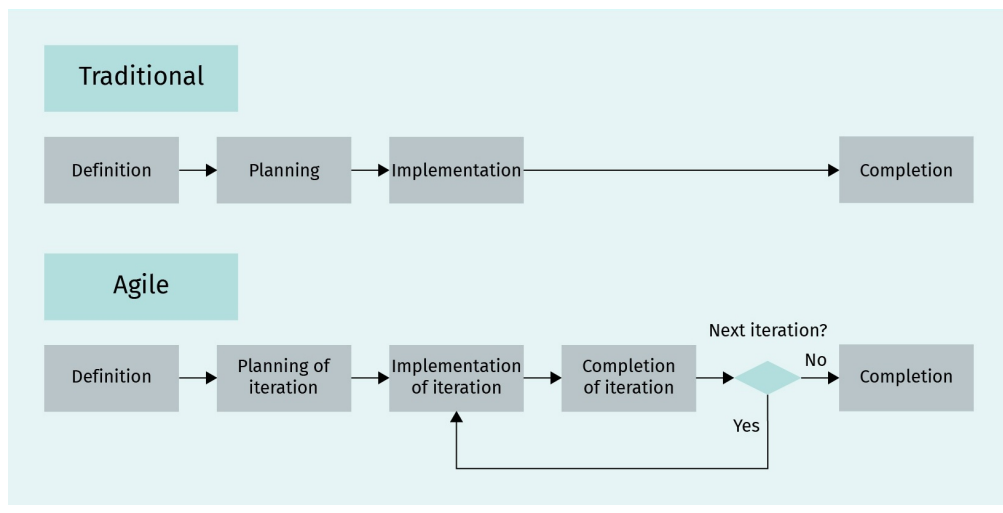 Traditional
Definition
Planning
Implementation
Completion
Agile
Next iteration?
Definition
Planning of
iteration
Implementation
of iteration
Completion
of iteration
No
Completion
Yes